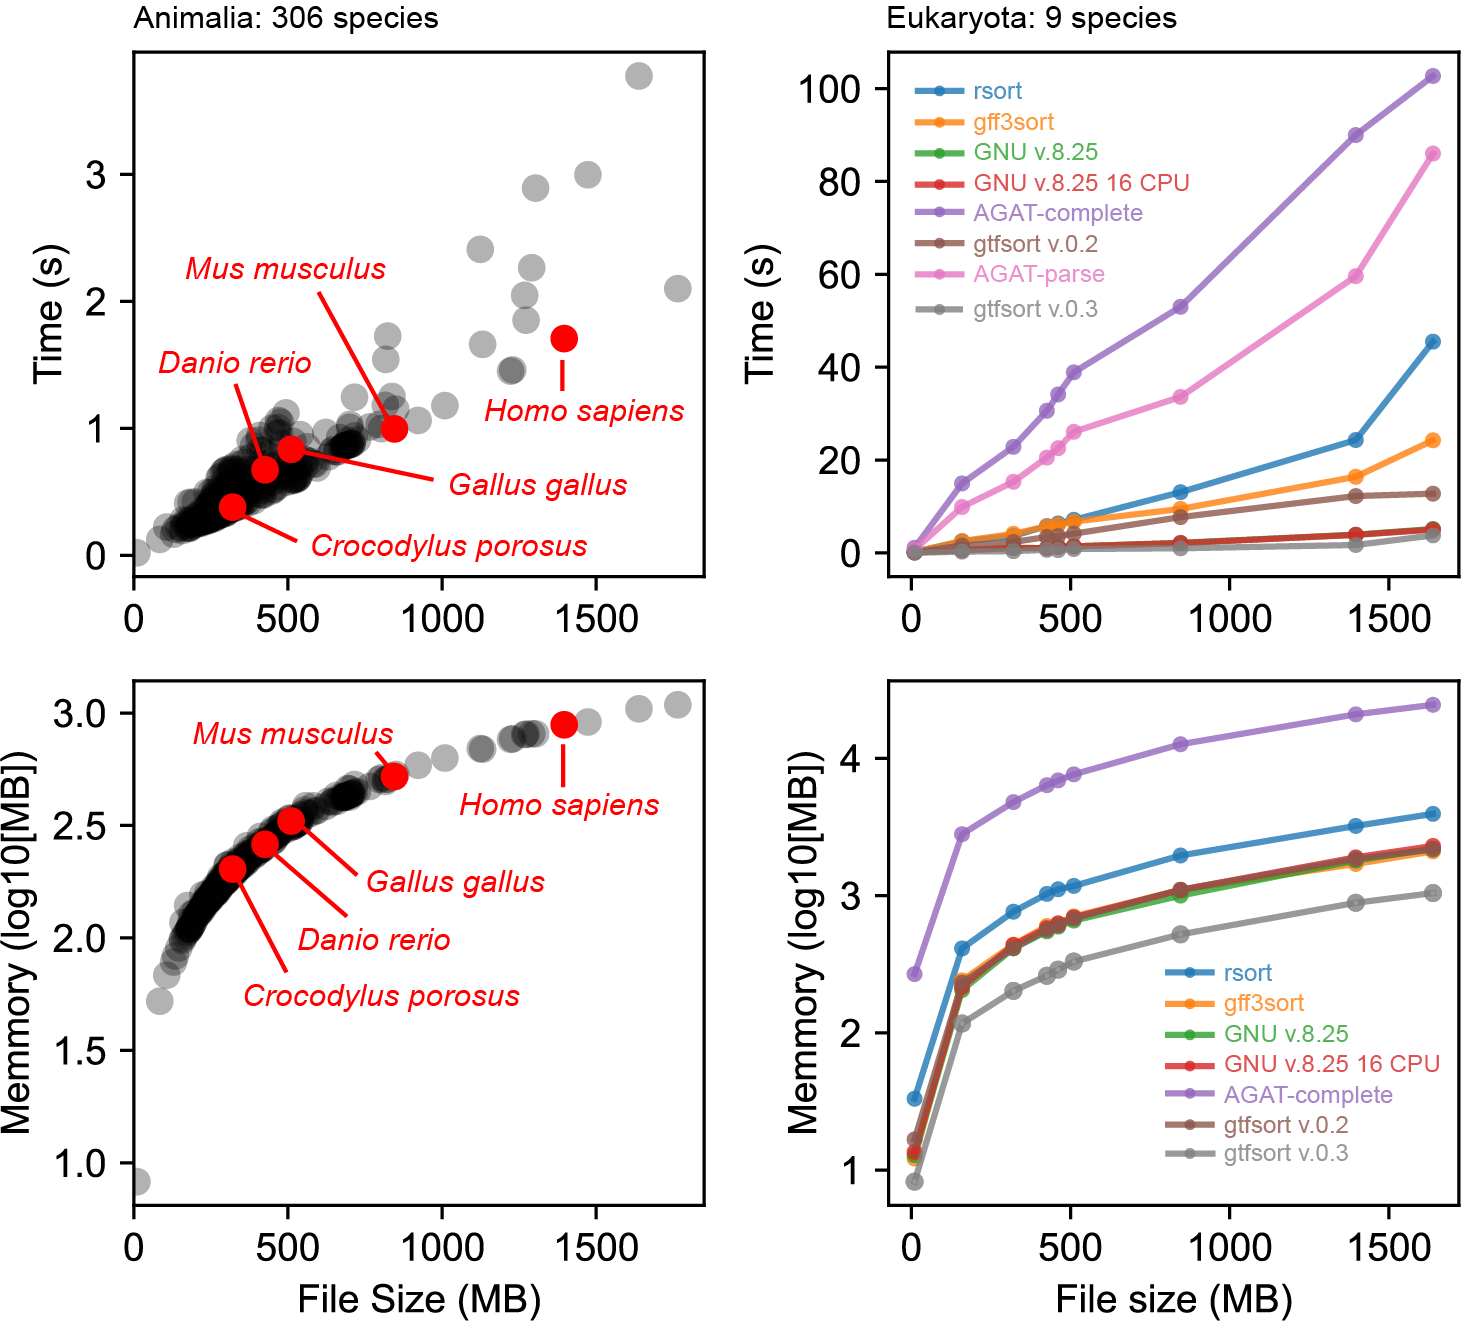 Animalia: 306 species
Time (s)
3
2
1
0
0
500
1000
1500
Mus musculus
Danio rerio
Homo sapiens
Gallus gallus
Crocodylus porosus
Eukaryota: 9 species
Time (s)
100
80
60
40
20
0
0
500
1000
1500
rsort
gff3sort
GNU v.8.25
GNU v.8.25 16 CPU
AGAT-complete
gtfsort v.0.2
AGAT-parse
gtfsort v.0.3
Memmory (log10[MB])
3.0
2.5
2.0
1.5
1.0
0
500
1000
1500
File Size (MB)
Mus musculus
Homo sapiens
Gallus gallus
Danio rerio
Crocodylus porosus
Memmory (log10[MB])
4
3
2
1
0
500
1000
1500
File size (MB)
rsort
gff3sort
GNU v.8.25
GNU v.8.25 16 CPU
AGAT-complete
gtfsort v.0.2
gtfsort v.0.3